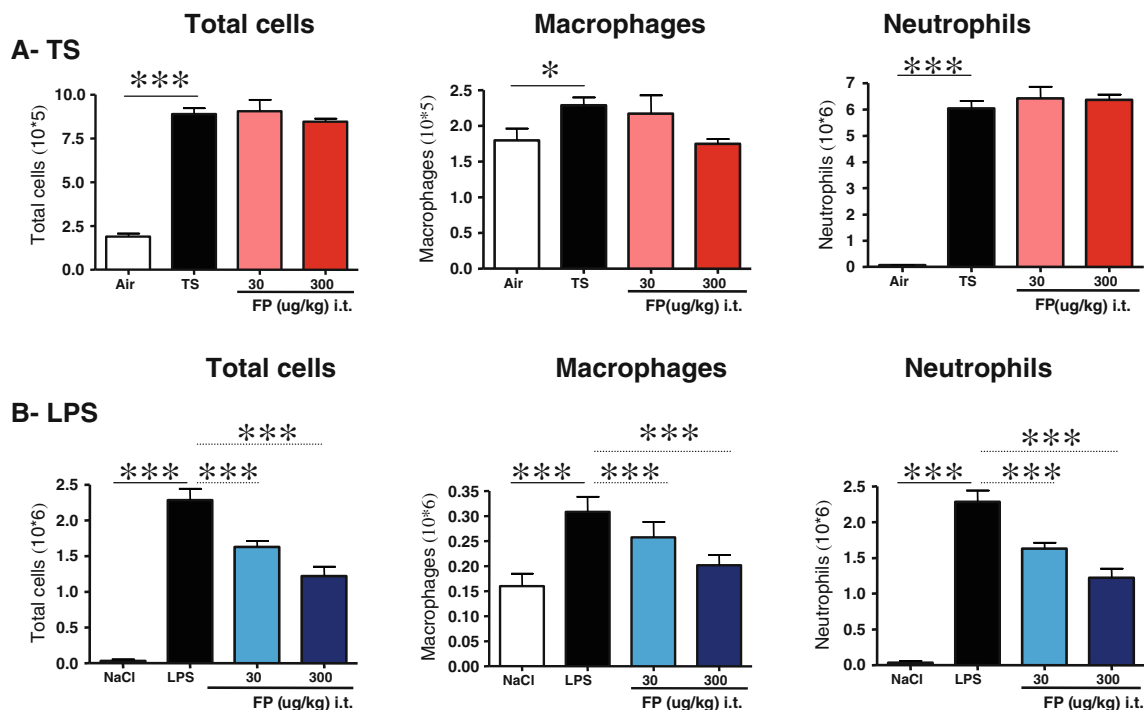 Total cells
Macrophages
Neutrophils
A- TS
***
Total cells (10*5)
10.0
7.5
5.0
2.5
0.0
Air
TS
30
300
FP (ug/kg) i.t.
*
Macrophages (10*5)
2.5
2.0
1.5
1.0
0.5
0.0
Air
TS
30
300
FP(ug/kg) i.t.
***
Neutrophils (10*6)
7
6
5
4
3
2
1
0
Air
TS
30
300
FP(ug/kg) i.t.
Total cells
Macrophages
Neutrophils
B- LPS
***
*** ***
Total cells (10*6)
2.5
2.0
1.5
1.0
0.5
0.0
NaCl
LPS
30
300
FP (ug/kg) i.t.
***
*** ***
Macrophages (10*6)
0.35
0.30
0.25
0.20
0.15
0.10
0.05
0.00
NaCl
LPS
30
300
FP (ug/kg) i.t.
***
*** ***
Neutrophils (10*6)
2.5
2.0
1.5
1.0
0.5
0.0
NaCl
LPS
30
300
FP (ug/kg) i.t.